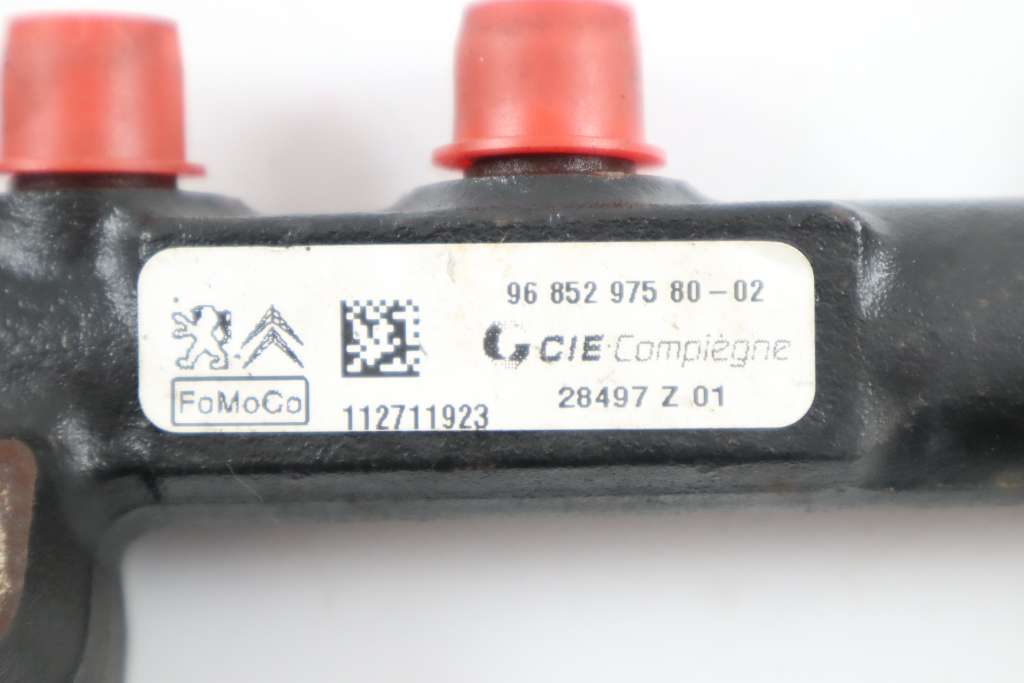 96 852 975 80-02
CIE Compiègne
28497 Z 01
FoMoCo
112711923